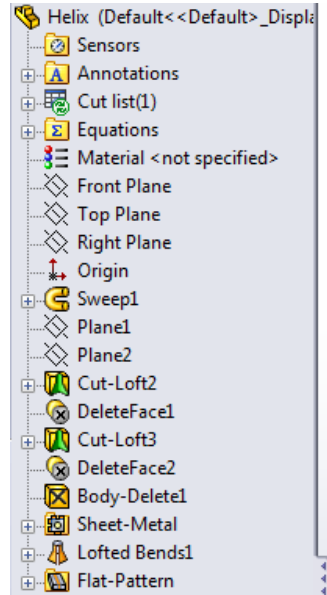 Helix (Default<<Default>_Displa
Sensors
Annotations
Cut list(1)
Equations
Material <not specified>
Front Plane
Top Plane
Right Plane
Origin
Sweep1
Plane1
Plane2
Cut-Loft2
DeleteFace1
Cut-Loft3
DeleteFace2
Body-Delete1
Sheet-Metal
Lofted Bends1
Flat-Pattern